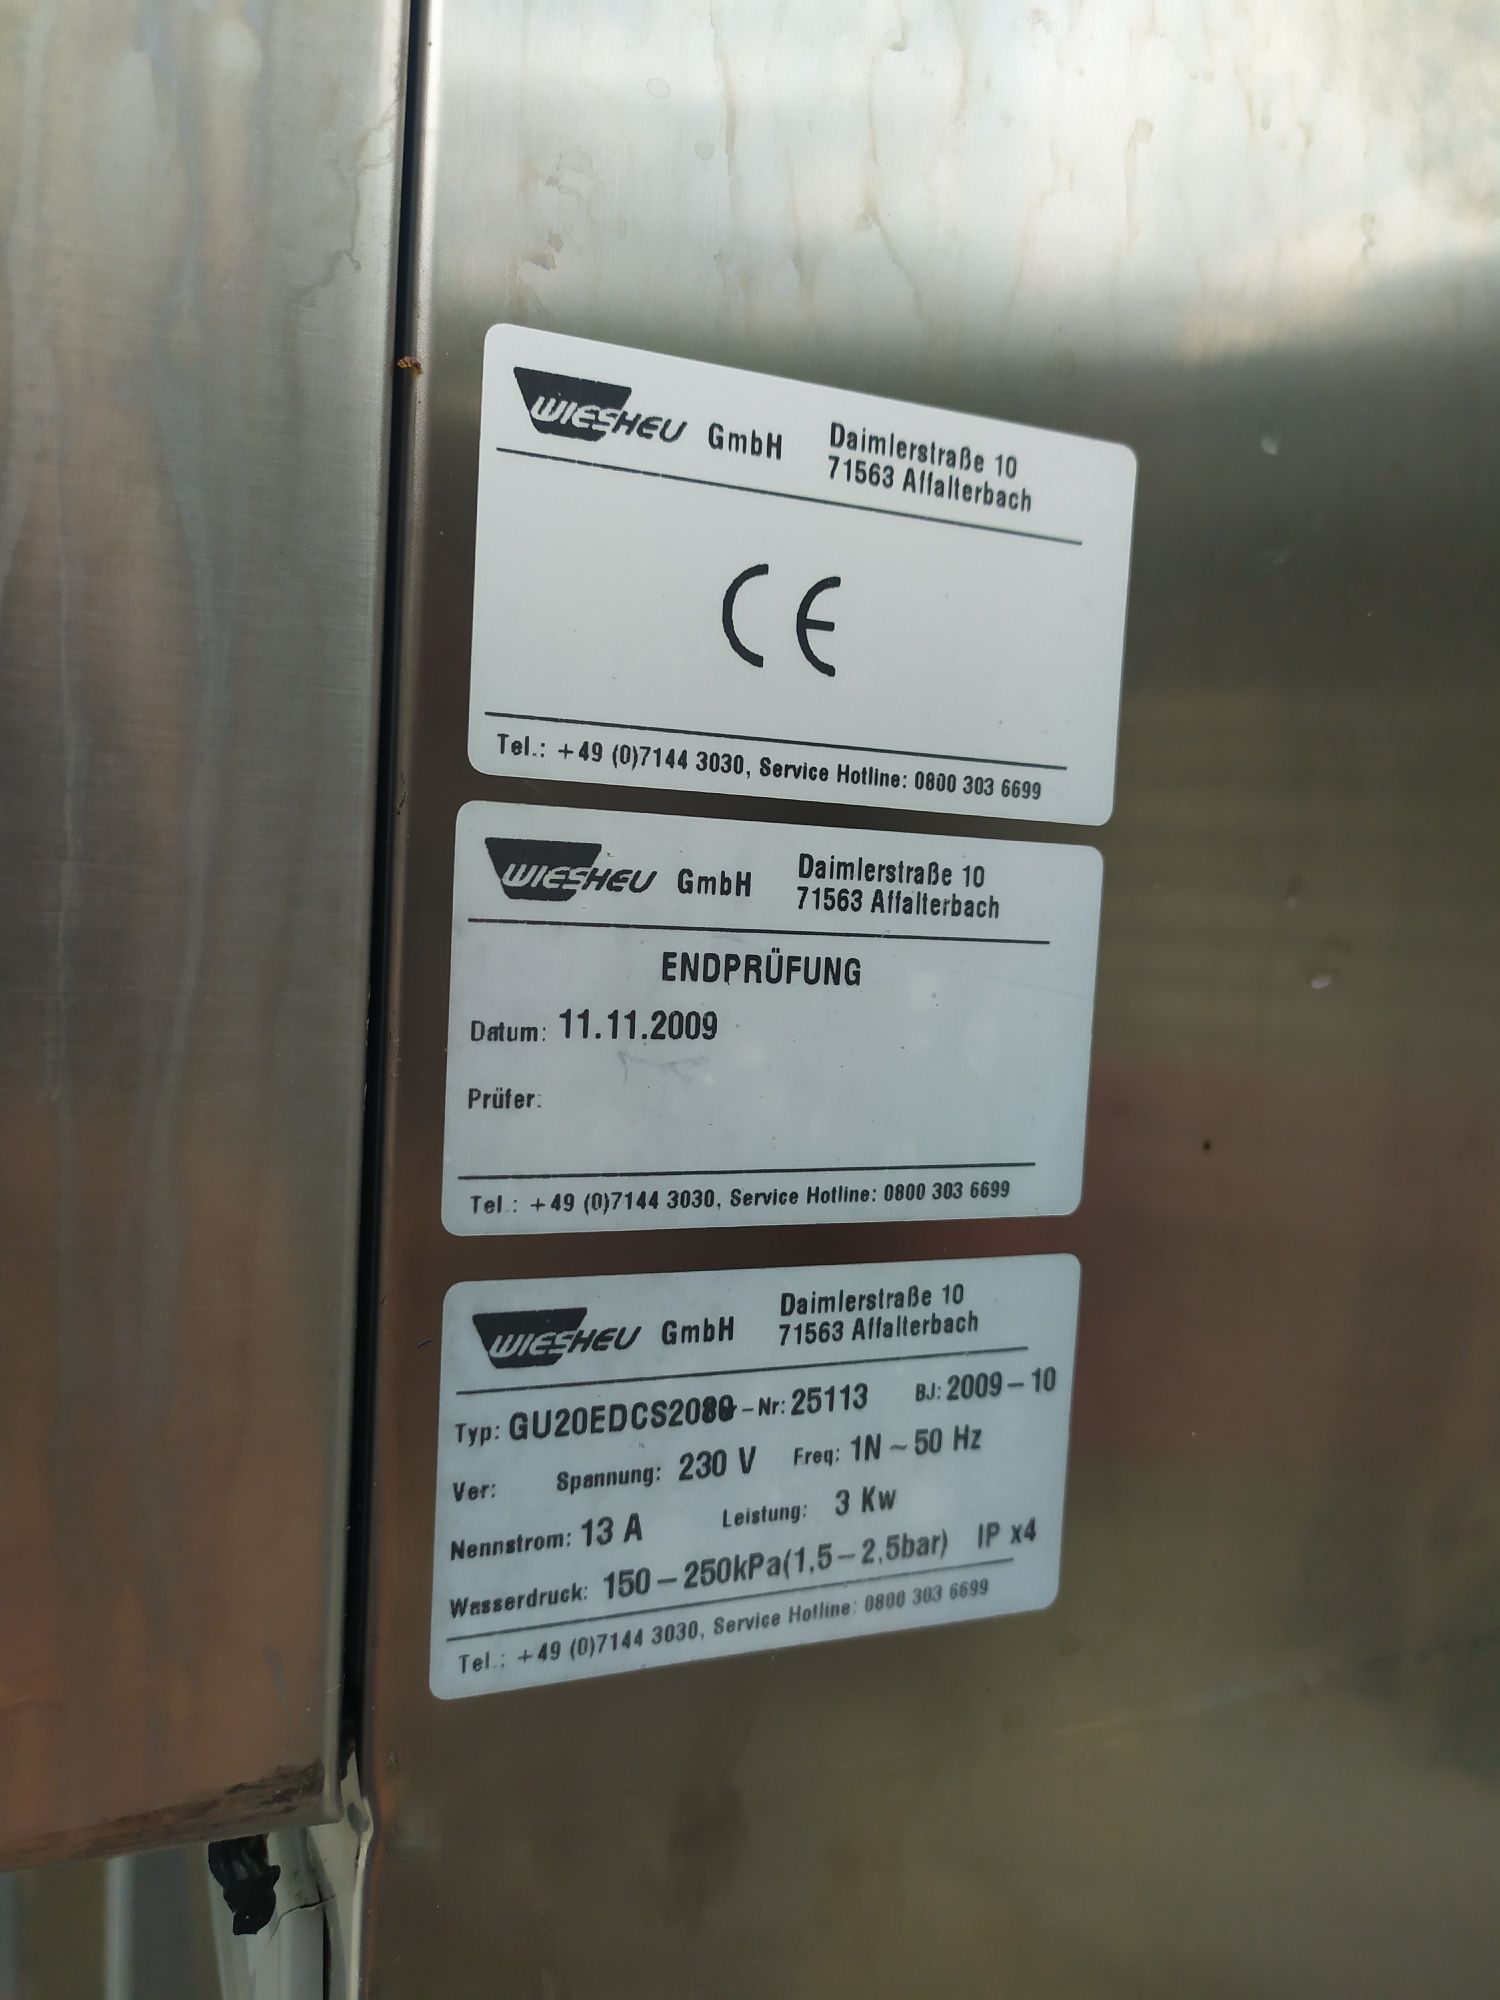 WIESHEU GmbH Daimlerstraße 10
71563 Affalterbach
CE
Tel.: +49 (0)7144 3030, Service Hotline: 0800 303 6699
WIESHEU GmbH Daimlerstraße 10
71563 Affalterbach
ENDPRÜFUNG
Datum: 11.11.2009
Prüfer:
Tel.: +49 (0)7144 3030, Service Hotline: 0800 303 6699
WIESHEU GmbH Daimlerstraße 10
71563 Affalterbach
Typ: -Nr: 25113 BJ: 2009-10
Ver: Spannung: 230 V Freq: 1N ~ 50 Hz
Nennstrom: 13 A Leistung: 3 Kw
Wasserdruck: 150-250kPa(1,5-2,5bar) IP x4
Tel.: +49 (0)7144 3030, Service Hotline: 0800 303 6699